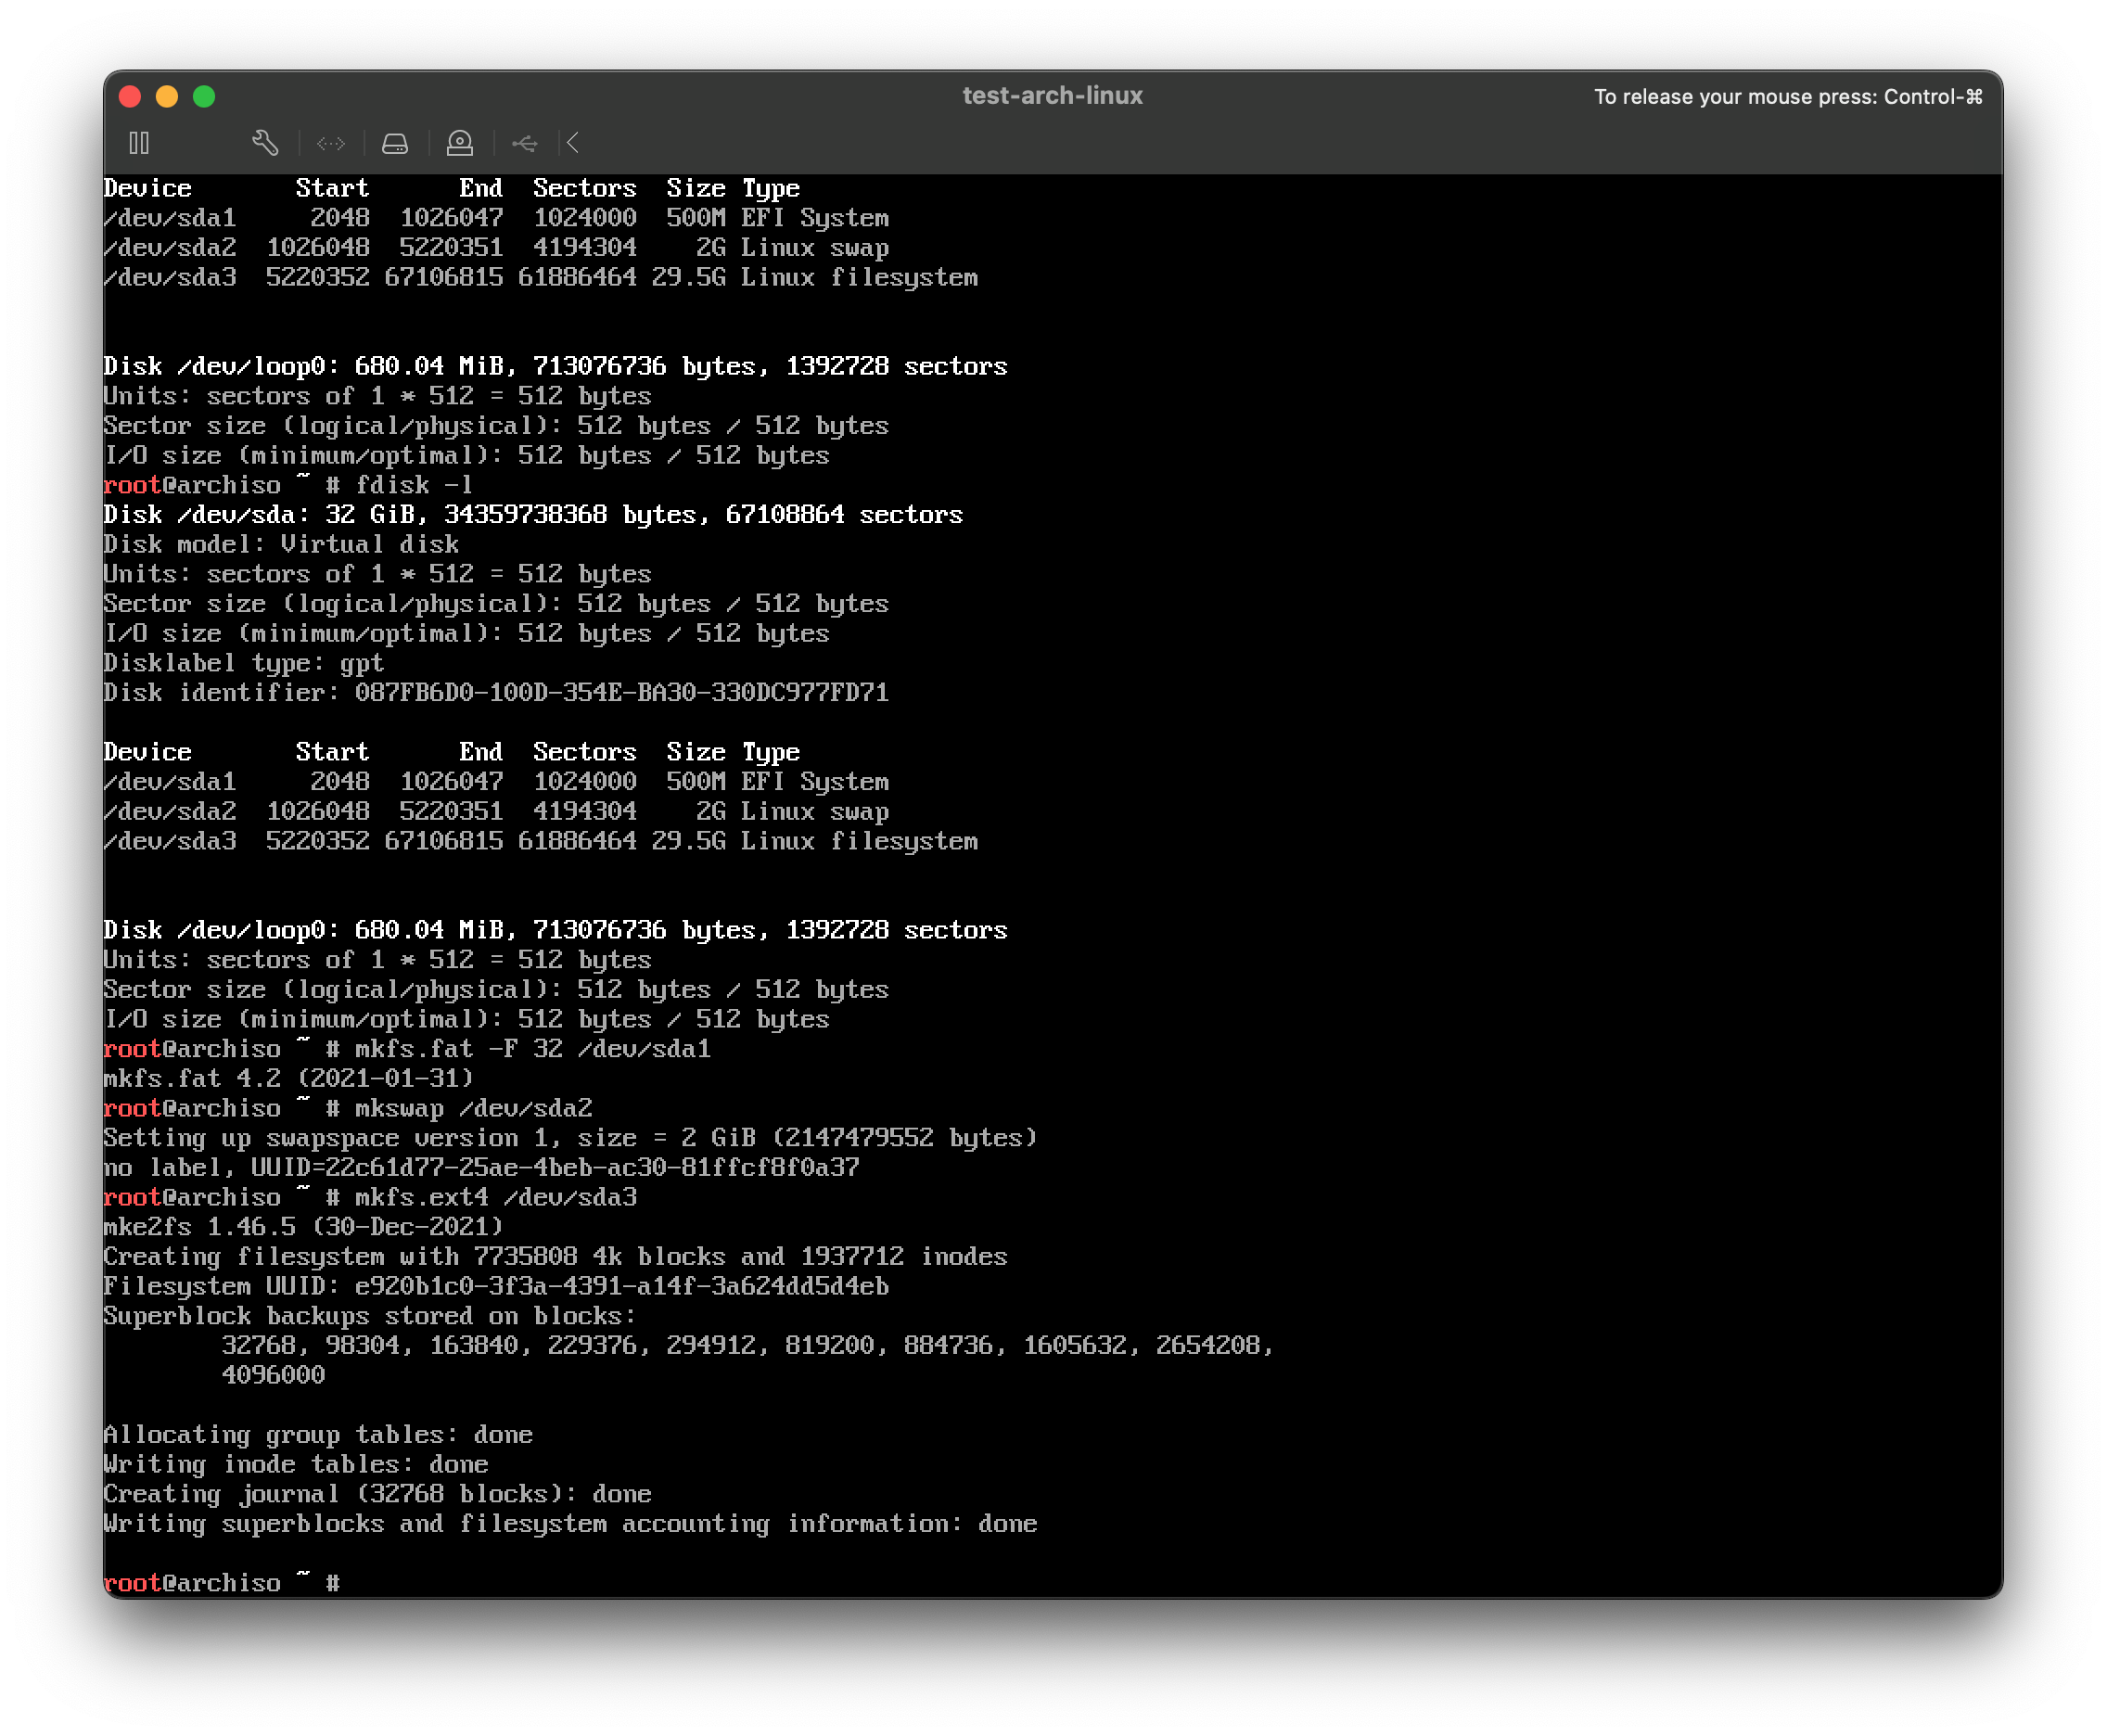 test-arch-linux
To release your mouse press: Control-⌘
Device       Start      End  Sectors  Size Type
/dev/sda1     2048  1026047  1024000  500M EFI System
/dev/sda2  1026048  5220351  4194304    2G Linux swap
/dev/sda3  5220352 67106815 61886464 29.5G Linux filesystem
Disk /dev/loop0: 680.04 MiB, 713076736 bytes, 1392728 sectors
Units: sectors of 1 * 512 = 512 bytes
Sector size (logical/physical): 512 bytes / 512 bytes
I/O size (minimum/optimal): 512 bytes / 512 bytes
root@archiso ~ # fdisk -l
Disk /dev/sda: 32 GiB, 34359738368 bytes, 67108864 sectors
Disk model: Virtual disk
Units: sectors of 1 * 512 = 512 bytes
Sector size (logical/physical): 512 bytes / 512 bytes
I/O size (minimum/optimal): 512 bytes / 512 bytes
Disklabel type: gpt
Disk identifier: 087FB6D0-100D-354E-BA30-330DC977FD71
Device       Start      End  Sectors  Size Type
/dev/sda1     2048  1026047  1024000  500M EFI System
/dev/sda2  1026048  5220351  4194304    2G Linux swap
/dev/sda3  5220352 67106815 61886464 29.5G Linux filesystem
Disk /dev/loop0: 680.04 MiB, 713076736 bytes, 1392728 sectors
Units: sectors of 1 * 512 = 512 bytes
Sector size (logical/physical): 512 bytes / 512 bytes
I/O size (minimum/optimal): 512 bytes / 512 bytes
root@archiso ~ # mkfs.fat -F 32 /dev/sda1
mkfs.fat 4.2 (2021-01-31)
root@archiso ~ # mkswap /dev/sda2
Setting up swapspace version 1, size = 2 GiB (2147479552 bytes)
no label, UUID=22c61d77-25ae-4beb-ac30-81ffcf8f0a37
root@archiso ~ # mkfs.ext4 /dev/sda3
mke2fs 1.46.5 (30-Dec-2021)
Creating filesystem with 7735808 4k blocks and 1937712 inodes
Filesystem UUID: e920b1c0-3f3a-4391-a14f-3a624dd5d4eb
Superblock backups stored on blocks:
        32768, 98304, 163840, 229376, 294912, 819200, 884736, 1605632, 2654208,
        4096000
Allocating group tables: done
Writing inode tables: done
Creating journal (32768 blocks): done
Writing superblocks and filesystem accounting information: done
root@archiso ~ #